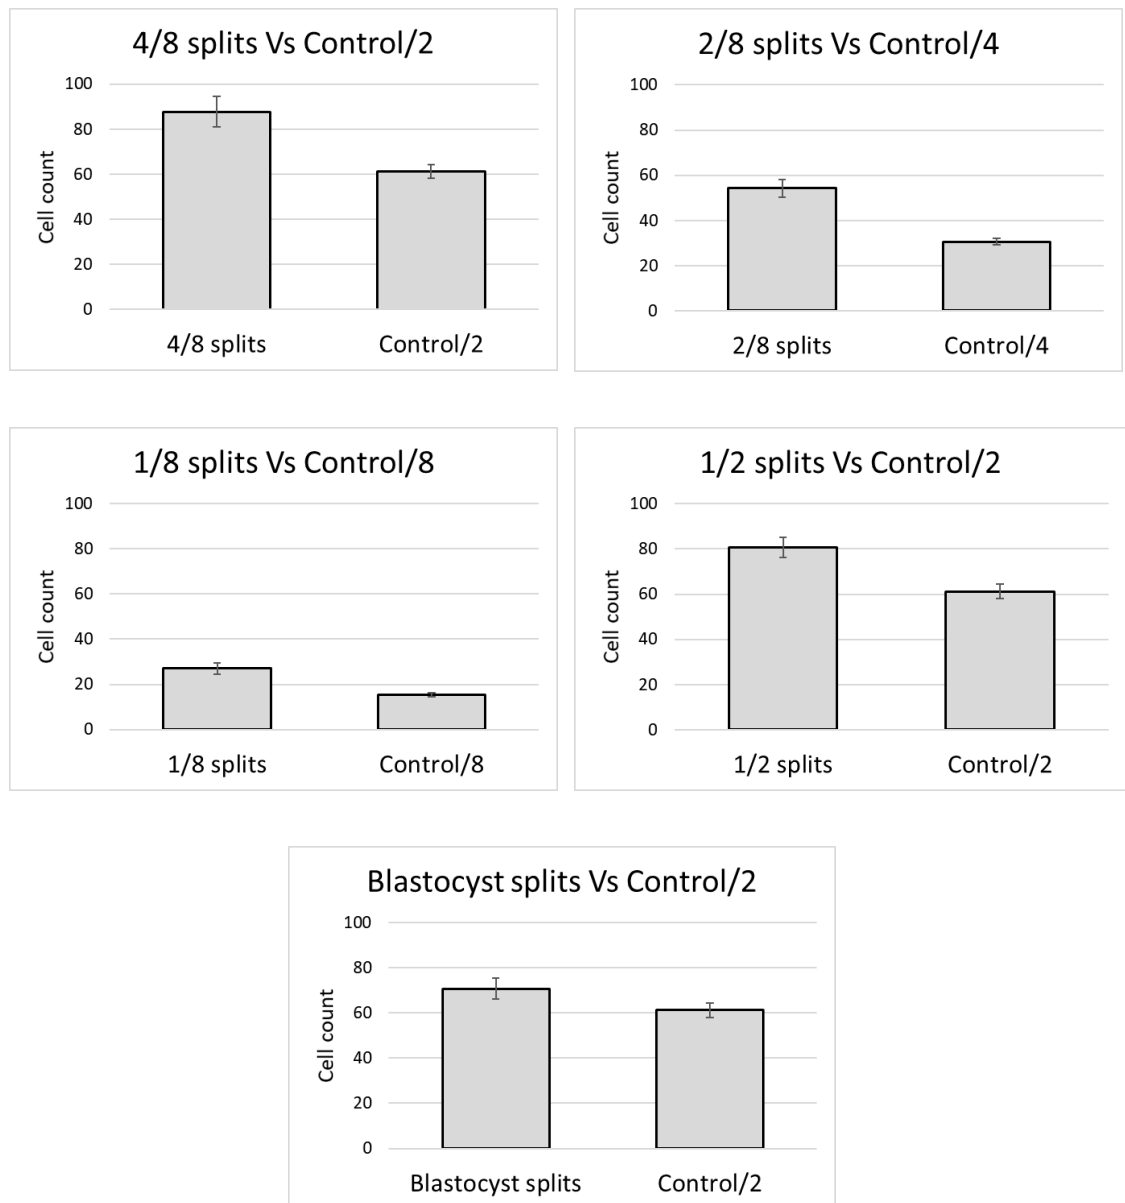 4/8 splits Vs Control/2
100
80
60
40
20
0
Cell count
4/8 splits
Control/2
2/8 splits Vs Control/4
100
80
60
40
20
0
Cell count
2/8 splits
Control/4
1/8 splits Vs Control/8
100
80
60
40
20
0
Cell count
1/8 splits
Control/8
1/2 splits Vs Control/2
100
80
60
40
20
0
Cell count
1/2 splits
Control/2
Blastocyst splits Vs Control/2
100
80
60
40
20
0
Cell count
Blastocyst splits
Control/2